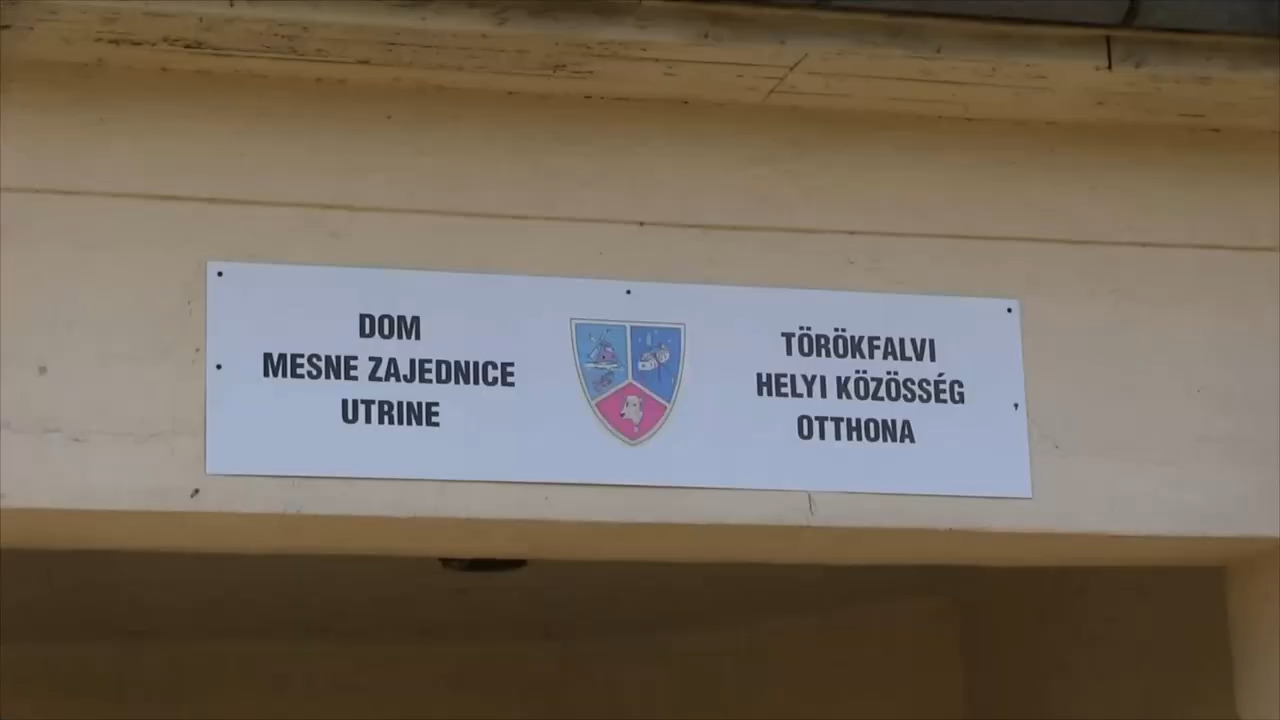 DOM
MESNE ZAJEDNICE
UTRINE
TÖRÖKFALVI
HELYI KÖZÖSSÉG
OTTHONA